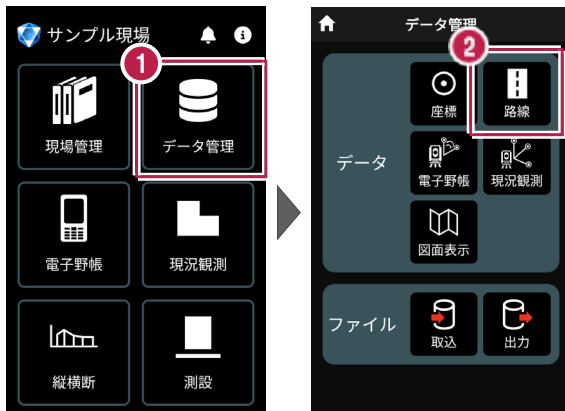 サンプル現場
1
現場管理
データ管理
電子野帳
現況観測
縦横断
測設
データ管理
2
データ
座標
路線
電子野帳
現況観測
図面表示
ファイル
取込
出力